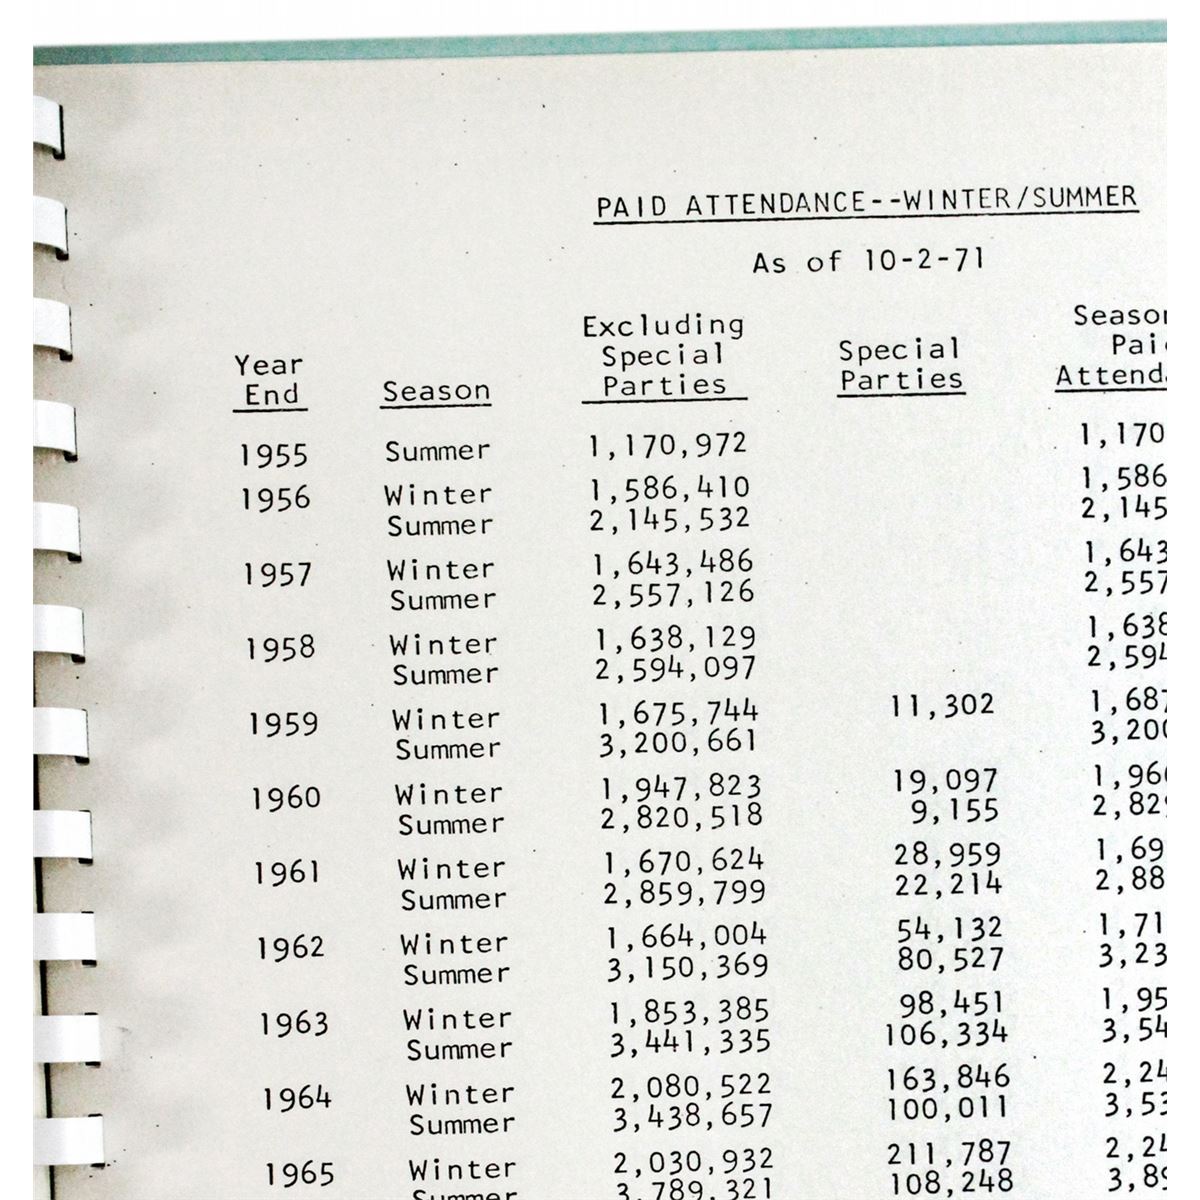 PAID ATTENDANCE--WINTER/SUMMER
As of 10-2-71
Year End Season Excluding Special Parties Special Parties
1955 Summer 1,170,972
1956 Winter 1,586,410
Summer 2,145,532
1957 Winter 1,643,486
Summer 2,557,126
1958 Winter 1,638,129
Summer 2,594,097
1959 Winter 1,675,744 11,302
Summer 3,200,661
1960 Winter 1,947,823 19,097
Summer 2,820,518 9,155
1961 Winter 1,670,624 28,959
Summer 2,859,799 22,214
1962 Winter 1,664,004 54,132
Summer 3,150,369 80,527
1963 Winter 1,853,385 98,451
Summer 3,441,335 106,334
1964 Winter 2,080,522 163,846
Summer 3,438,657 100,011
1965 Winter 2,030,932 211,787
Summer 3,789,321 108,248